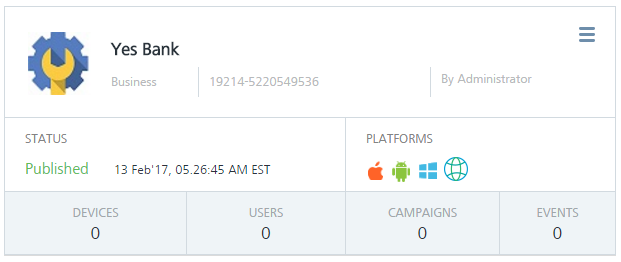 Yes Bank
Business 19214-5220549536 By Administrator
STATUS PLATFORMS
Published 13 Feb'17, 05.26:45 AM EST
DEVICES USERS CAMPAIGNS EVENTS
0 0 0 0